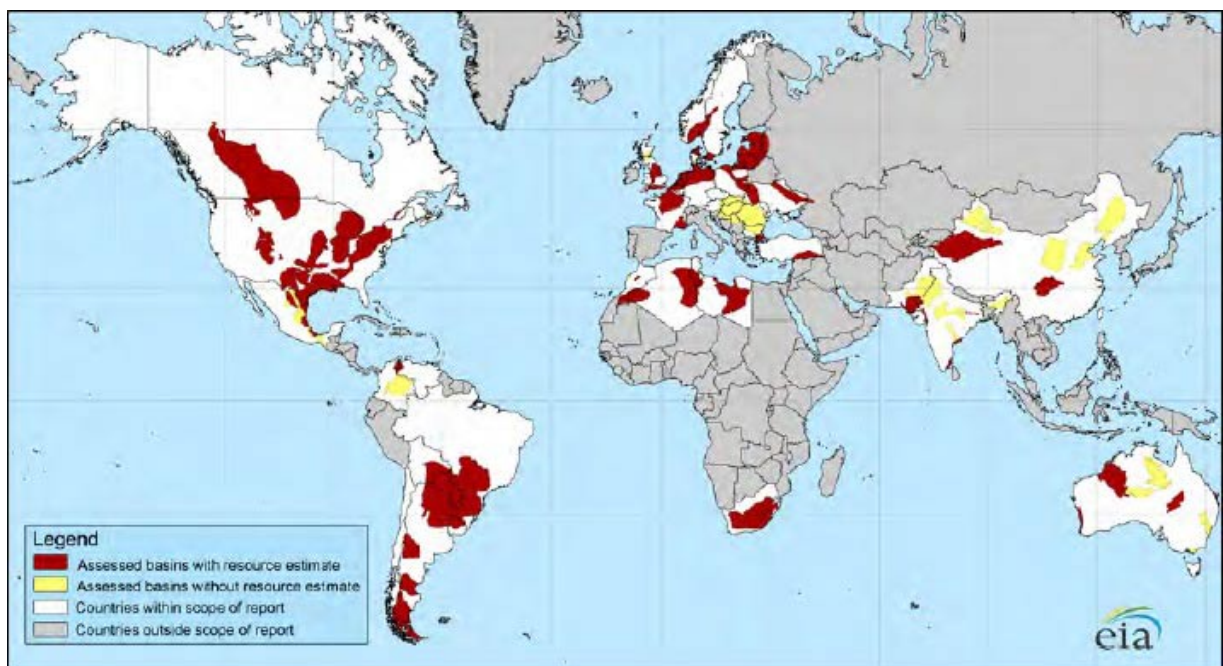 Legend
Assessed basins with resource estimate
Assessed basins without resource estimate
Countries within scope of report
Countries outside scope of report
eia